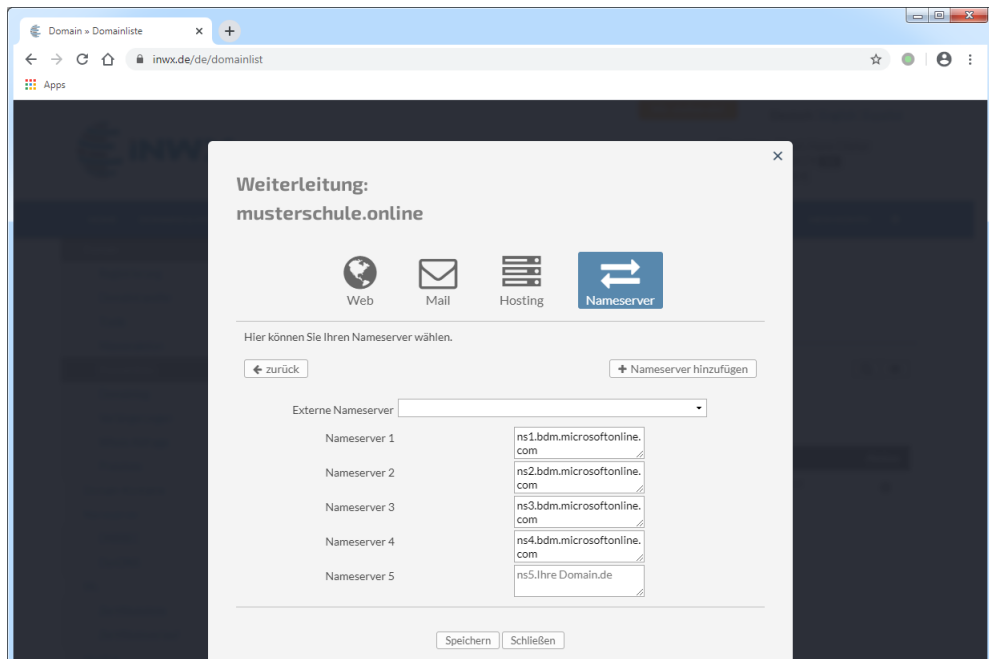 Domain » Domainliste
inwx.de/de/domainlist
Apps
INW
Weiterleitung:
musterschule.online
Web Mail Hosting Nameserver
Hier können Sie Ihren Nameserver wählen.
zurück
Nameserver hinzufügen
Externe Nameserver
Nameserver 1
ns1.bdm.microsoftonline.
com
Nameserver 2
ns2.bdm.microsoftonline.
com
Nameserver 3
ns3.bdm.microsoftonline.
com
Nameserver 4
ns4.bdm.microsoftonline.
com
Nameserver 5
ns5.Ihre Domain.de
Speichern Schließen